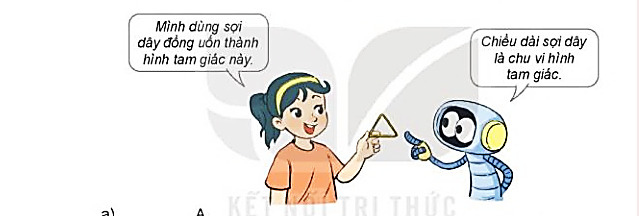 Mình dùng sợi
dây đồng uốn thành
hình tam giác này.
Chiều dài sợi dây
là chu vi hình
tam giác.
KẾT NỐI TRI THỨC
a)
A